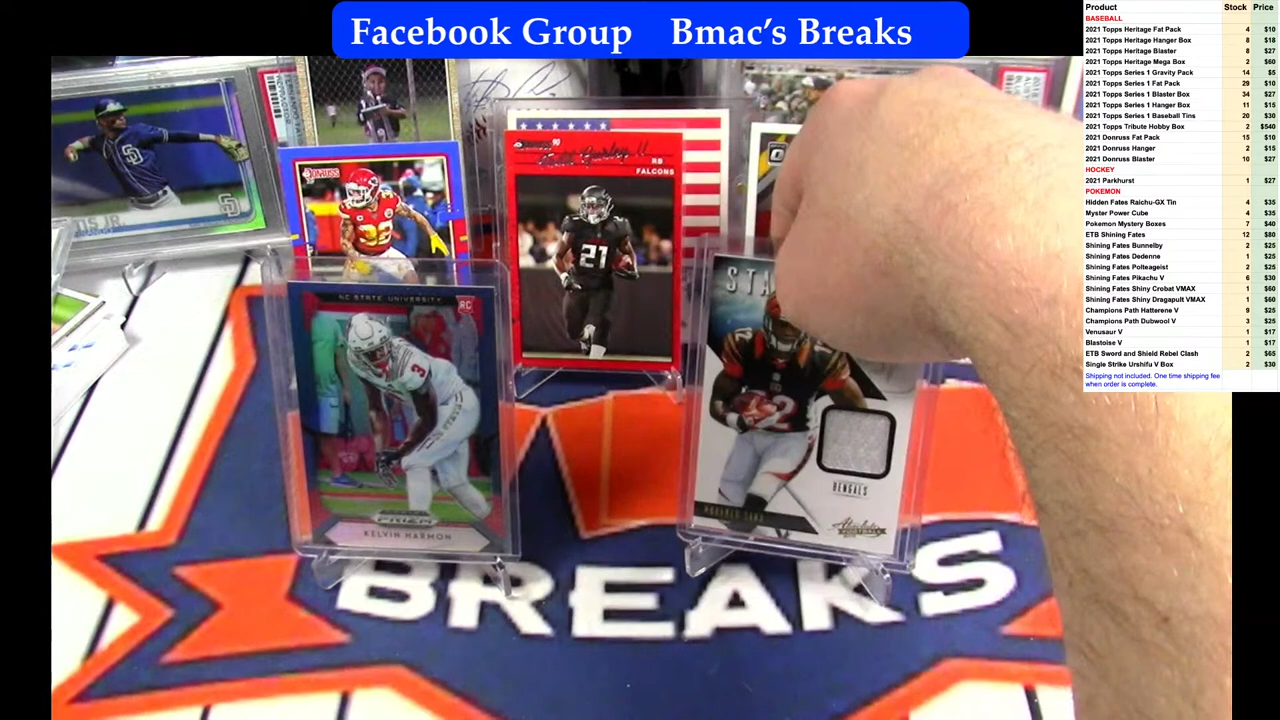 Facebook Group Bmac's Breaks
Product Stock Price
BASEBALL
2021 Topps Heritage Fat Pack 4 $10
2021 Topps Heritage Hanger Box 8 $18
2021 Topps Heritage Blaster 8 $27
2021 Topps Heritage Mega Box 2 $60
2021 Topps Series 1 Gravity Pack 14 $5
2021 Topps Series 1 Fat Pack 29 $10
2021 Topps Series 1 Blaster Box 34 $27
2021 Topps Series 1 Hanger Box 11 $15
2021 Topps Series 1 Baseball Tins 20 $30
2021 Topps Tribute Hobby Box 2 $540
2021 Donruss Fat Pack 15 $10
2021 Donruss Hanger 2 $15
2021 Donruss Blaster 10 $27
HOCKEY
2021 Parkhurst 1 $27
POKEMON
Hidden Fates Raichu-GX Tin 4 $35
Myster Power Cube 4 $35
Pokemon Mystery Boxes 7 $40
ETB Shining Fates 12 $80
Shining Fates Bunnelby 2 $25
Shining Fates Dedenne 1 $25
Shining Fates Polteageist 2 $25
Shining Fates Pikachu V 6 $30
Shining Fates Shiny Crobat VMAX 1 $60
Shining Fates Shiny Dragapult VMAX 1 $60
Champions Path Hatterene V 9 $25
Champions Path Dubwool V 3 $25
Venusaur V 1 $17
Blastoise V 1 $17
ETB Sword and Shield Rebel Clash 2 $65
Single Strike Urshifu V Box 2 $30
Shipping not included. One time shipping fee
when order is complete.
SD
DONRUSS
Donruss 90
RB
FALCONS
21
NC STATE UNIVERSITY
RC
3
PRIZM
KELVIN HARMON
STA
BENGALS
Absolute
FOOTBALL
BREAKS